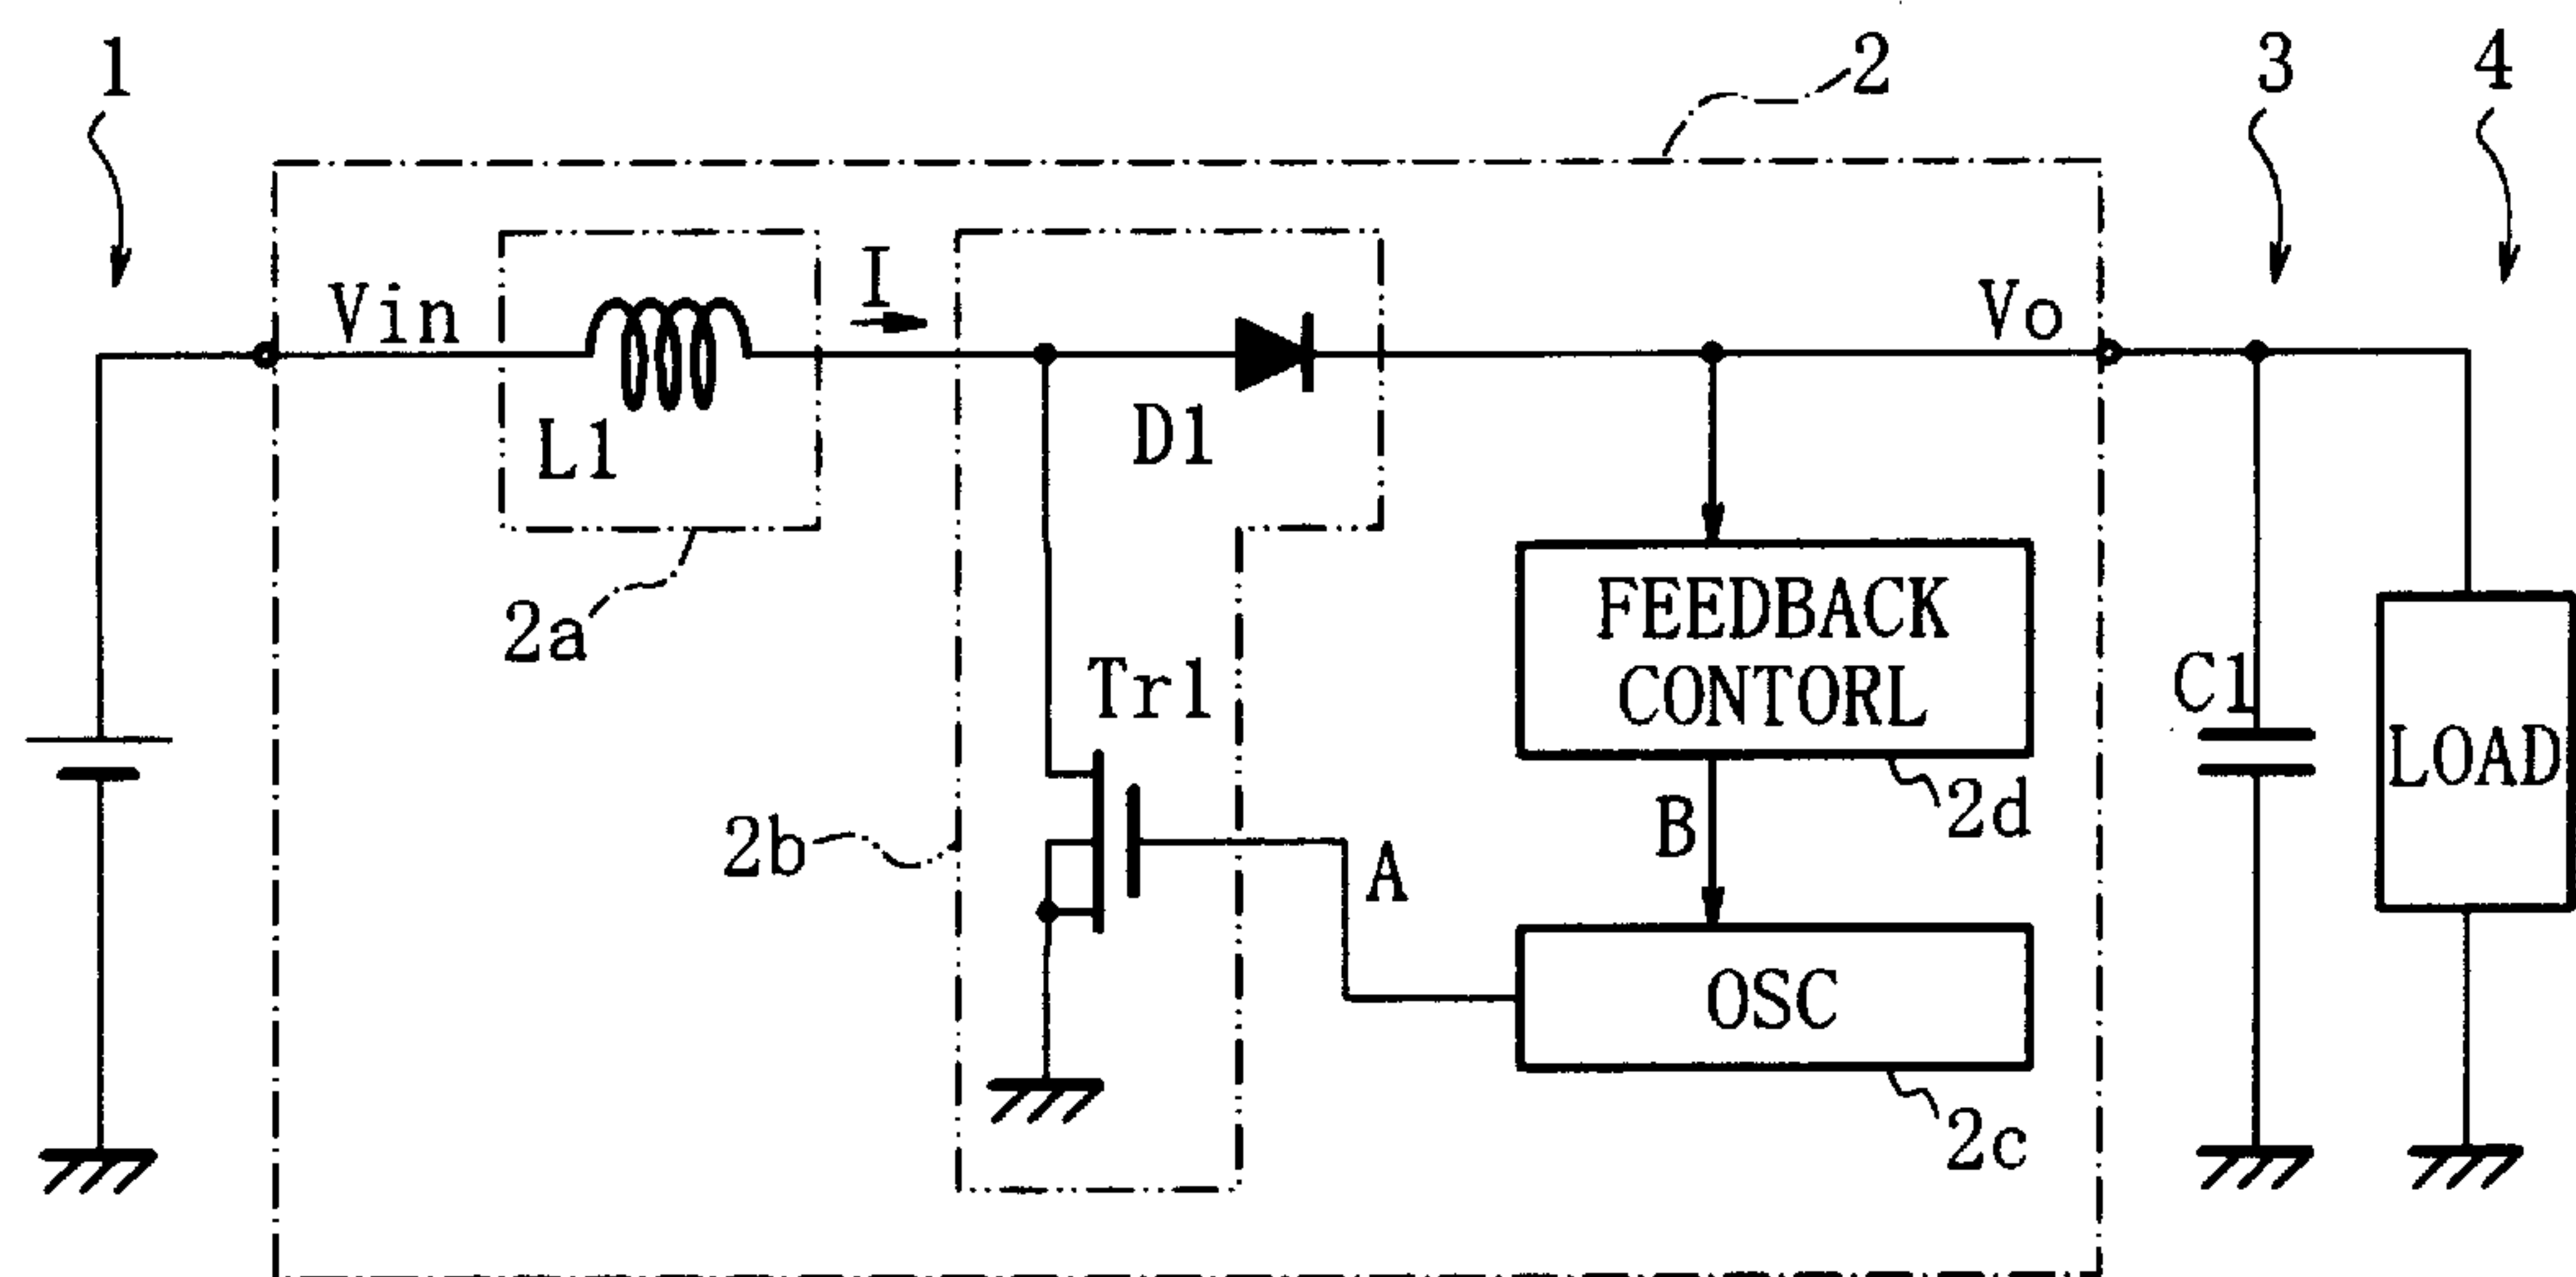 1
2
3
4
Vin
I
Vo
L1
D1
2a
FEEDBACK
CONTORL
Tr1
C1
LOAD
2d
2b
B
A
OSC
2c